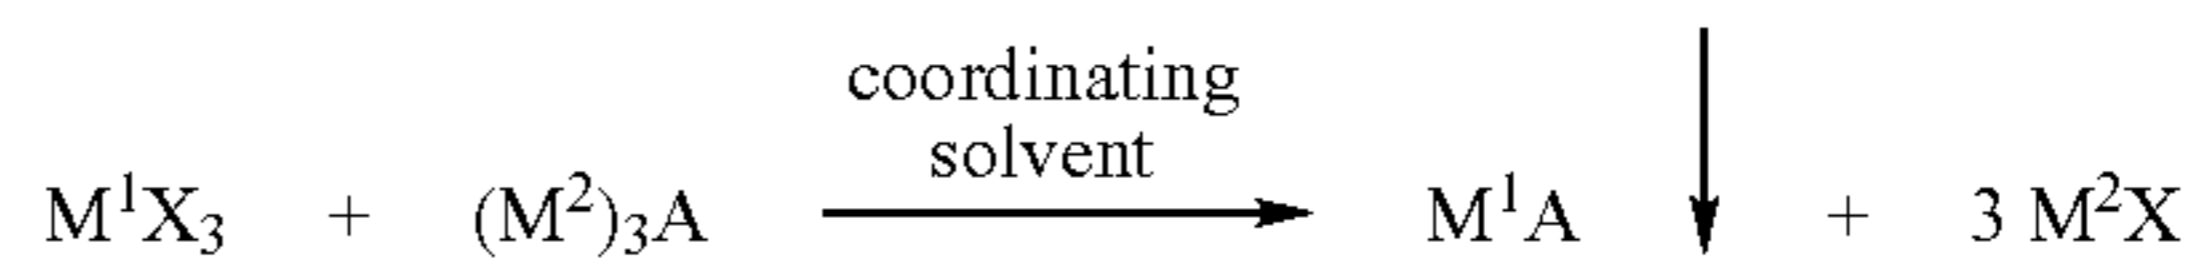 coordinating
solvent
M¹X₃ + (M²)₃A ⟶ M¹A ↓ + 3 M²X